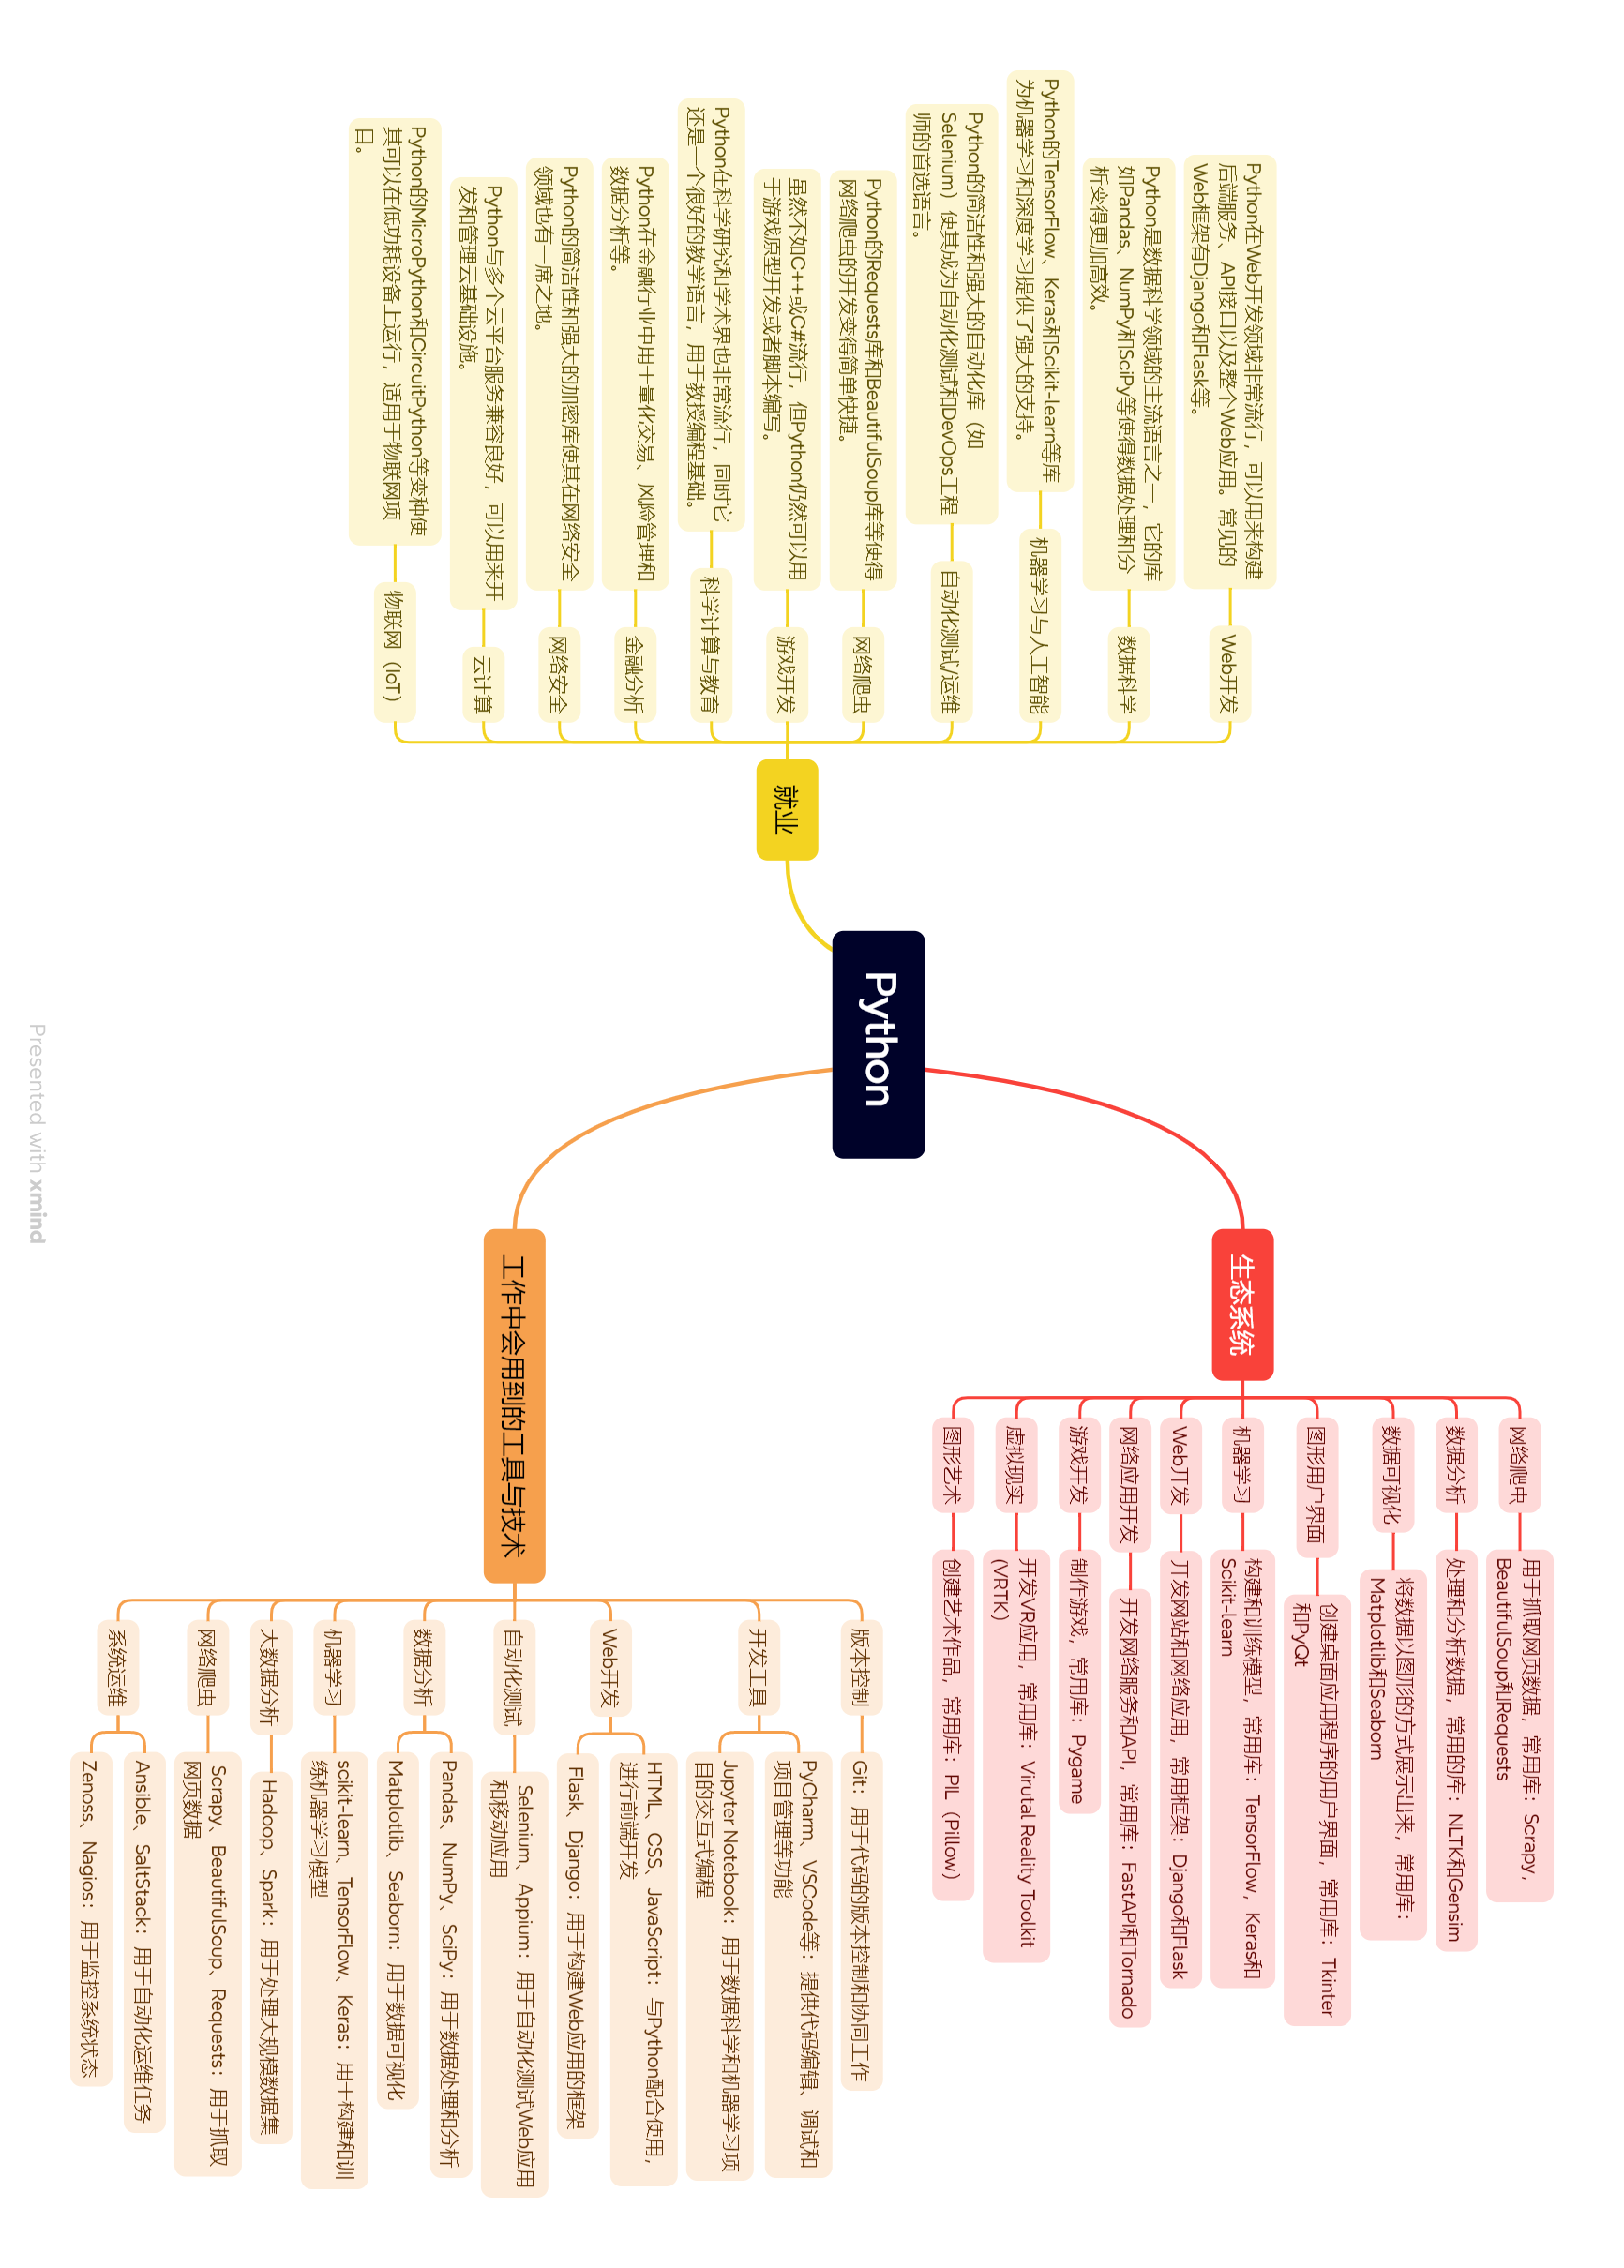 Python
生态系统
网络爬虫
用于抓取网页数据，常用库：Scrapy，
BeautifulSoup和Requests
数据分析
处理和分析数据，常用的库：NLTK和Gensim
数据可视化
将数据以图形的方式展示出来，常用库：
Matplotlib和Seaborn
图形用户界面
创建桌面应用程序的用户界面，常用库：Tkinter
和PyQt
机器学习
构建和训练模型，常用库：TensorFlow，Keras和
Scikit-learn
Web开发
开发网站和网络应用，常用框架：Django和Flask
网络应用开发
开发网络服务和API，常用库：FastAPI和Tornado
游戏开发
制作游戏，常用库：Pygame
虚拟现实
开发VR应用，常用库：Virutal Reality Toolkit
(VRTK）
图形艺术
创建艺术作品，常用库：PIL（Pillow）
工作中会用到的工具与技术
版本控制
Git：用于代码的版本控制和协同工作
开发工具
PyCharm、VSCode等：提供代码编辑、调试和
项目管理等功能
Jupyter Notebook：用于数据科学和机器学习项
目的交互式编程
Web开发
HTML、CSS、JavaScript：与Python配合使用，
进行前端开发
Flask、Django：用于构建Web应用的框架
自动化测试
Selenium、Appium：用于自动化测试Web应用
和移动应用
数据分析
Pandas、NumPy、SciPy：用于数据处理和分析
Matplotlib、Seaborn：用于数据可视化
机器学习
scikit-learn、TensorFlow、Keras：用于构建和训
练机器学习模型
大数据分析
Hadoop、Spark：用于处理大规模数据集
网络爬虫
Scrapy、BeautifulSoup、Requests：用于抓取
网页数据
系统运维
Ansible、SaltStack：用于自动化运维任务
Zenoss、Nagios：用于监控系统状态
就业
Web开发
Python在Web开发领域非常流行，可以用来构建
后端服务、API接口以及整个Web应用。常见的
Web框架有Django和Flask等。
数据科学
Python是数据科学领域的主流语言之一，它的库
如Pandas、NumPy和SciPy等使得数据处理和分
析变得更加高效。
机器学习与人工智能
Python的TensorFlow、Keras和Scikit-learn等库
为机器学习和深度学习提供了强大的支持。
自动化测试/运维
Python的简洁性和强大的自动化库（如
Selenium）使其成为自动化测试和DevOps工程
师的首选语言。
网络爬虫
Python的Requests库和BeautifulSoup库等使得
网络爬虫的开发变得简单快捷。
游戏开发
虽然不如C++或C#流行，但Python仍然可以用
于游戏原型开发或者脚本编写。
科学计算与教育
Python在科学研究和学术界也非常流行，同时它
还是一个很好的教学语言，用于教授编程基础。
金融分析
Python在金融行业中用于量化交易、风险管理和
数据分析等。
网络安全
Python的简洁性和强大的加密库使其在网络安全
领域也有一席之地。
云计算
Python与多个云平台服务兼容良好，可以用来开
发和管理云基础设施。
物联网（IoT）
Python的MicroPython和CircuitPython等变种使
其可以在低功耗设备上运行，适用于物联网项
目。
Presented with xmind